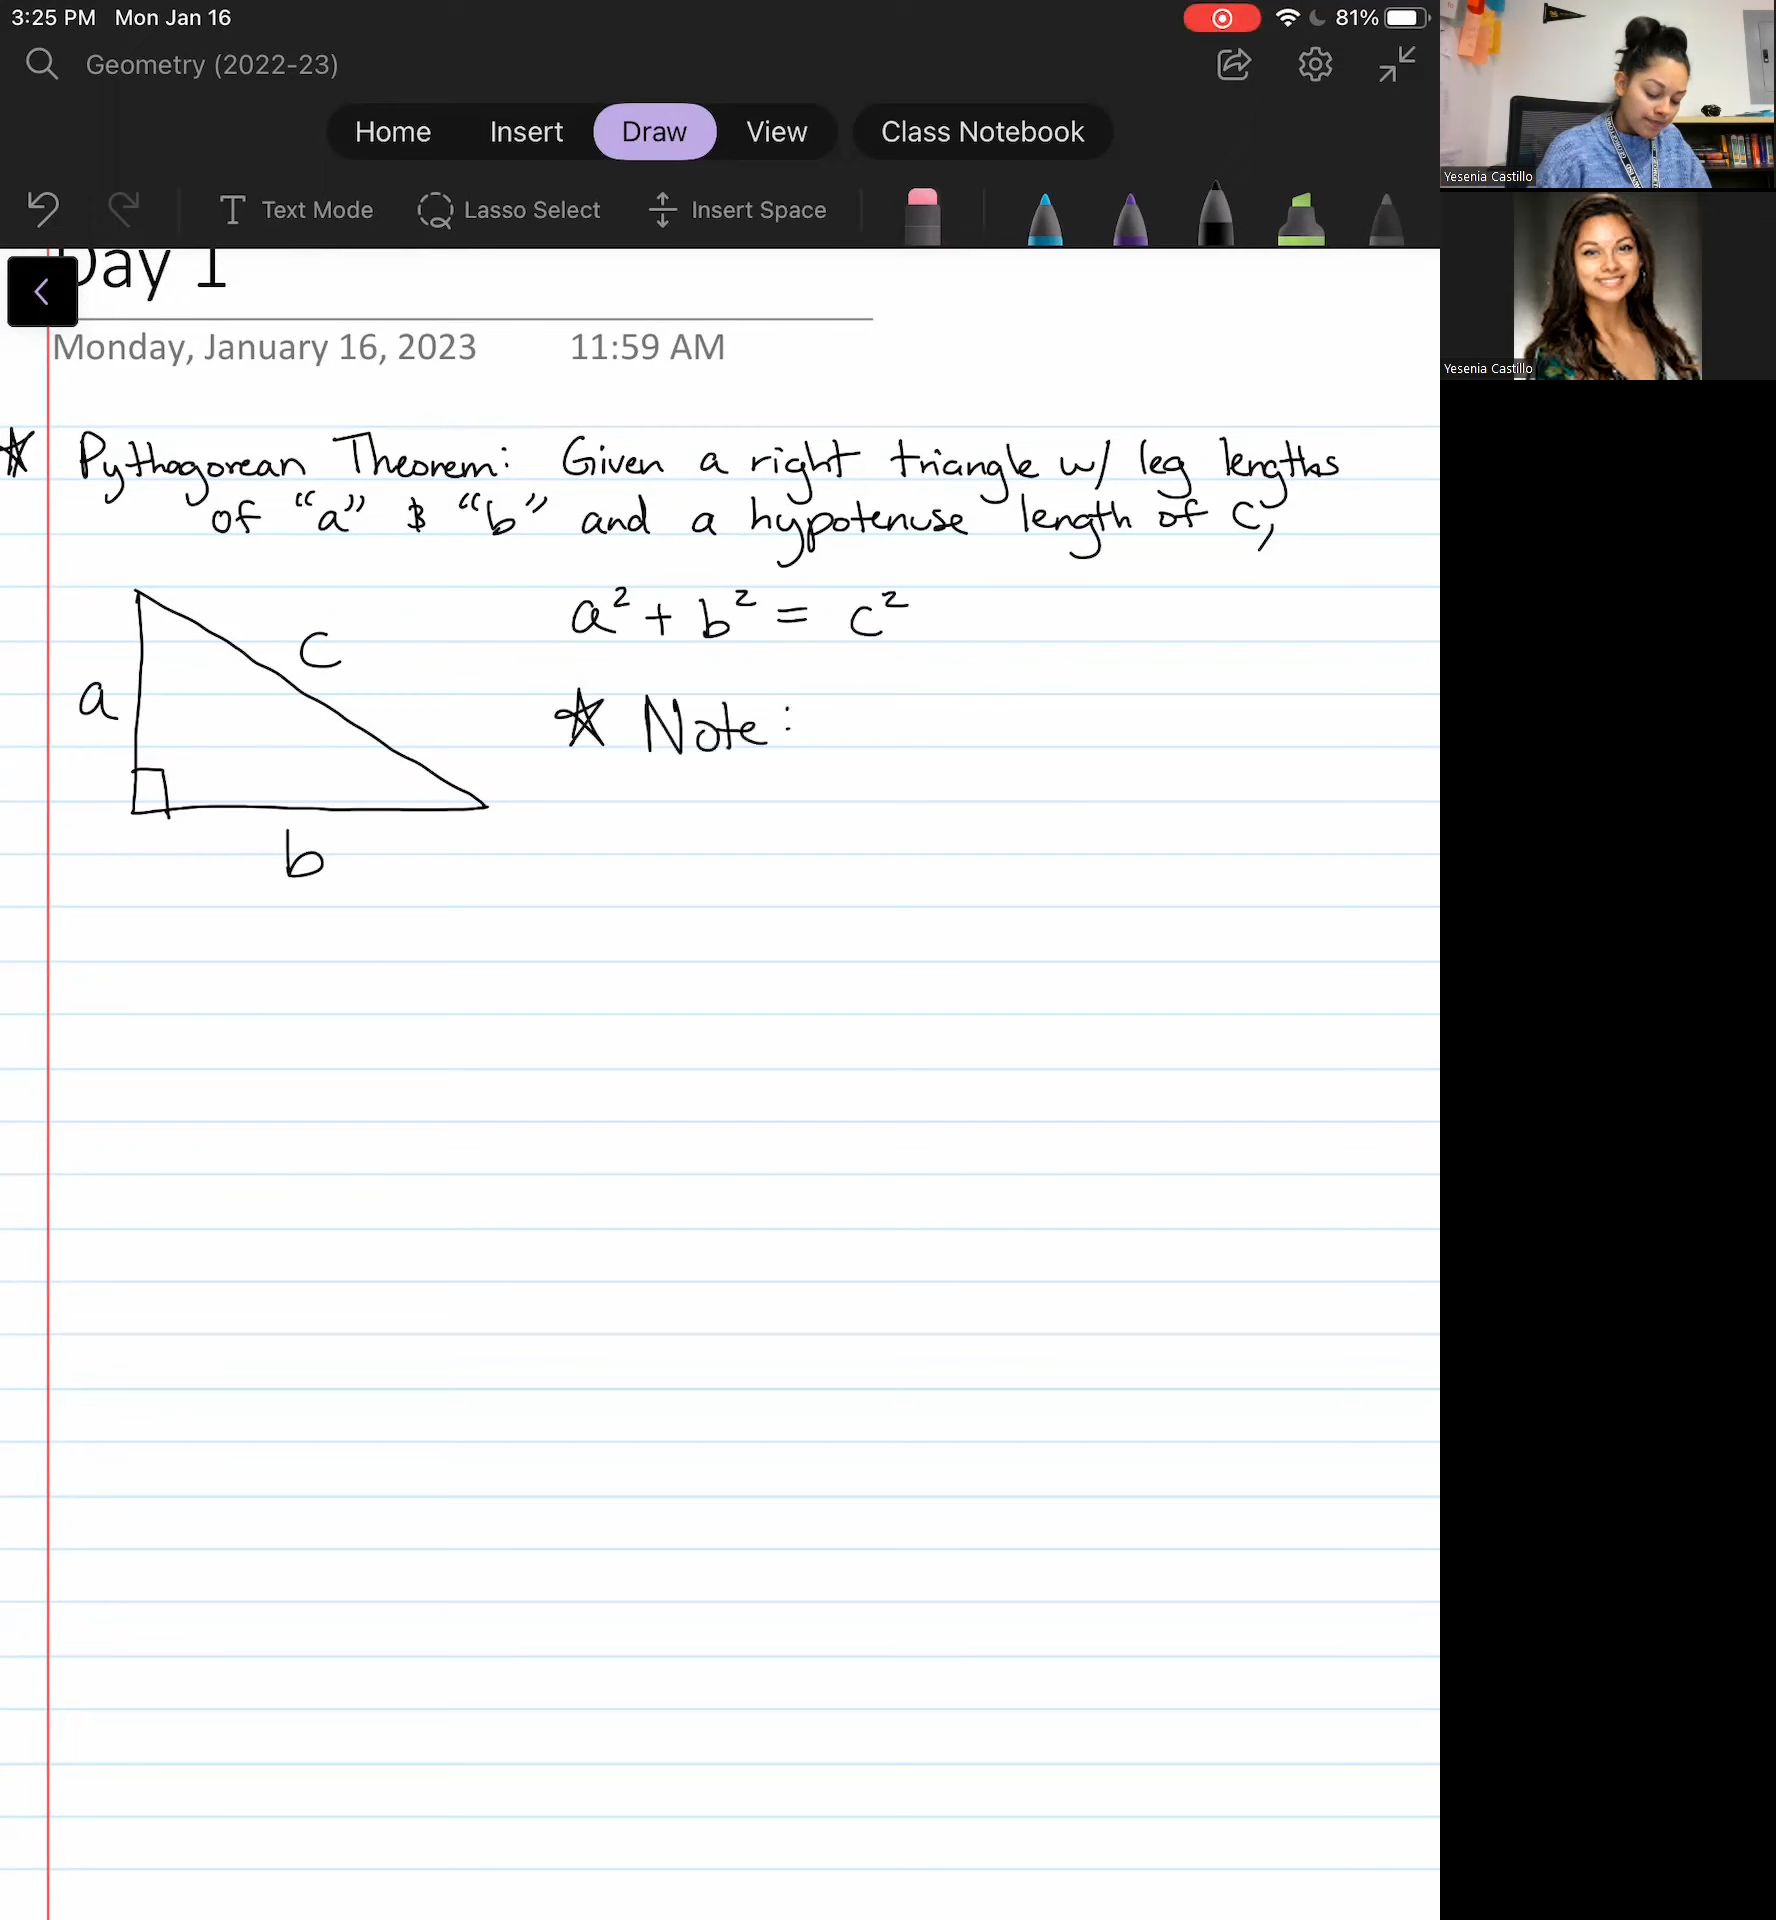 3:25 PM Mon Jan 16
81%
Geometry (2022-23)
Home Insert Draw View Class Notebook
T Text Mode Lasso Select Insert Space
Day 1
Monday, January 16, 2023 11:59 AM
Pythagorean Theorem: Given a right triangle w/ leg lengths
of "a" & "b" and a hypotenuse length of c,
a² + b² = c²
c
a
Note:
b
Yesenia Castillo
Yesenia Castillo